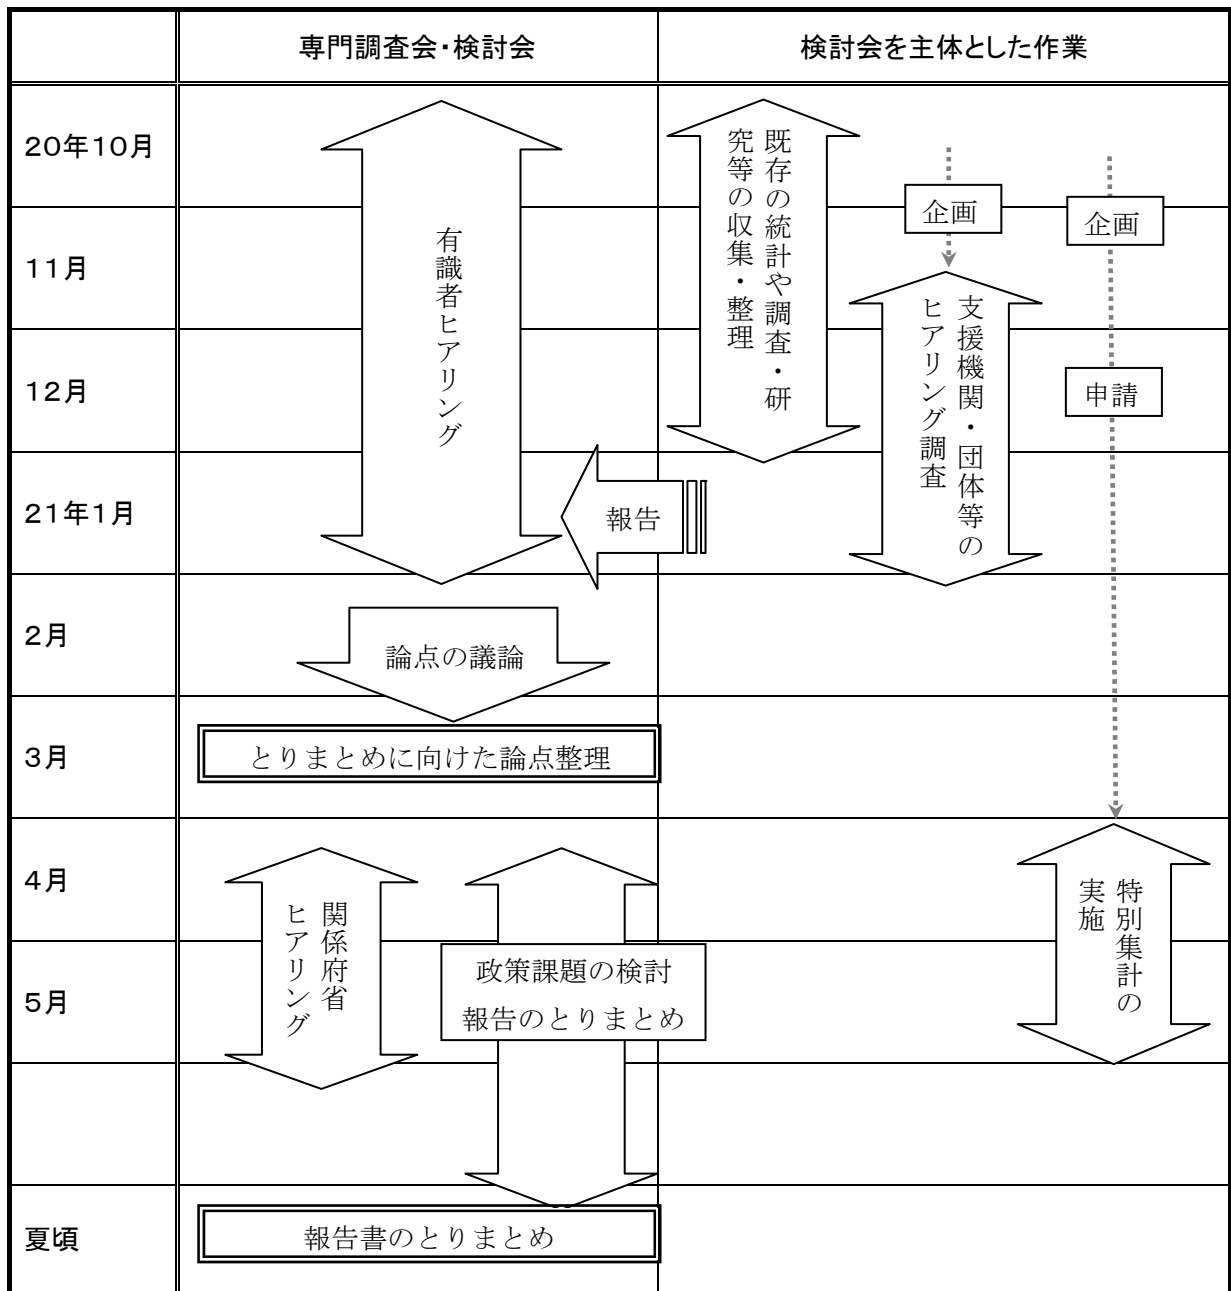 専門調査会・検討会
検討会を主体とした作業
20年10月
11月
12月
21年1月
2月
3月
4月
5月
夏頃
有識者ヒアリング
既存の統計や調査・研
究等の収集・整理
企画
企画
支援機関・団体等の
ヒアリング調査
申請
報告
論点の議論
とりまとめに向けた論点整理
関係府省
ヒアリング
政策課題の検討
報告のとりまとめ
特別集計の
実施
報告書のとりまとめ